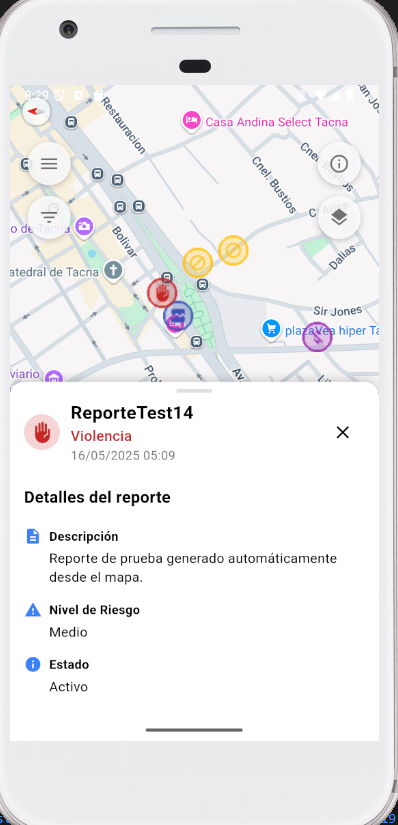 8:29
Restauracion
Casa Andina Select Tacna
Cnel. Bustios
o de Tacna
Bolívar
Dalias
atedral de Tacna
Sir Jones
plazaVea hiper Ta
viario
Prol
Av
ReporteTest14
Violencia
16/05/2025 05:09
Detalles del reporte
Descripción
Reporte de prueba generado automáticamente
desde el mapa.
Nivel de Riesgo
Medio
Estado
Activo